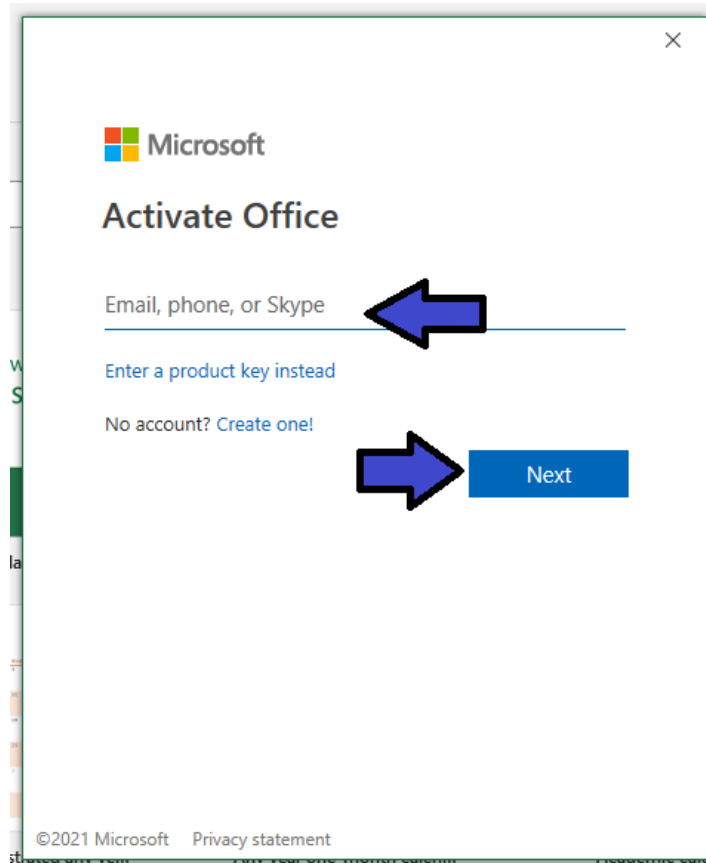 Microsoft
Activate Office
Email, phone, or Skype
Enter a product key instead
No account? Create one!
Next
©2021 Microsoft Privacy statement